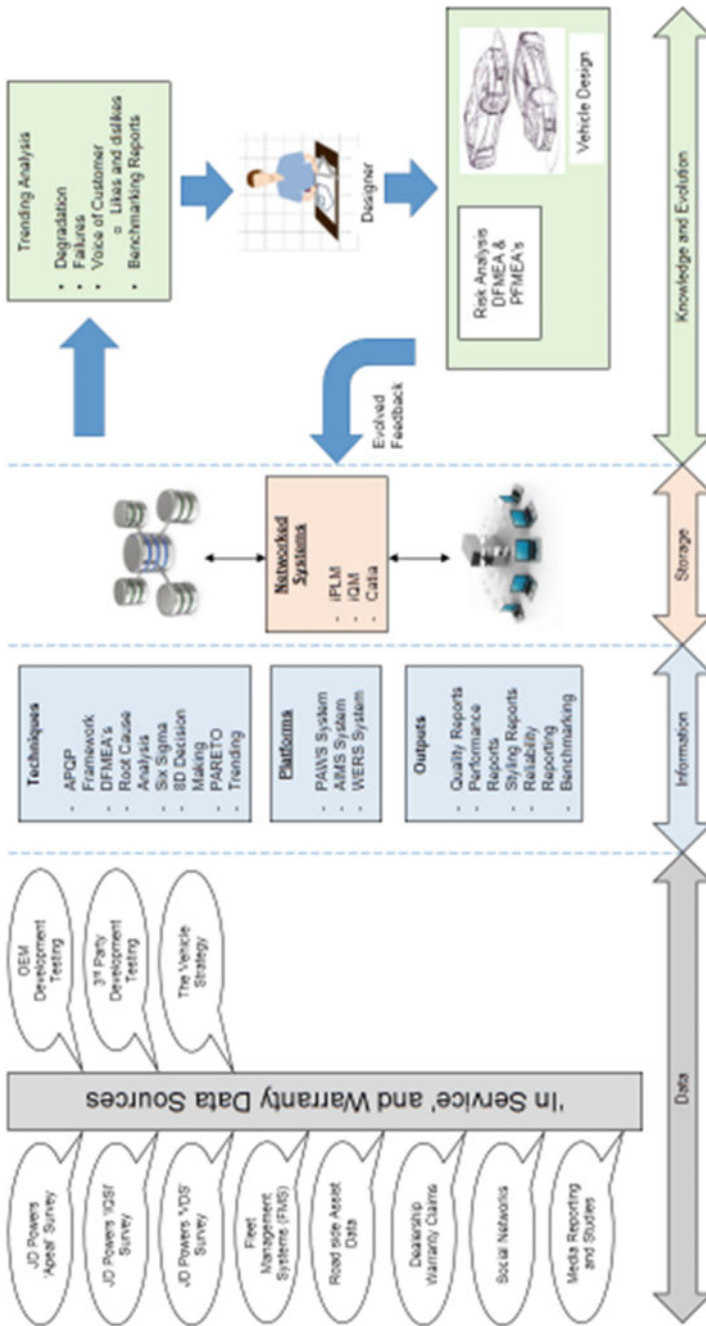 JD Powers
'Apeal' Survey
JD Powers 'IQSI'
Survey
JD Powers 'VDS'
Survey
Fleet
Management
Systems (FMS)
Road side Assist
Data
Dealership
Warranty Claims
Social Networks
Media Reporting
and Studies
'In Service' and Warranty Data Sources
OEM
Development
Testing
3rd Party
Development
Testing
The Vehicle
Strategy
Techniques
- APQP
Framework
- DFMEA's
- Root Cause
Analysis
- Six Sigma
- 8D Decision
Making
- PARETO
- Trending
Platforms
- PAWS System
- AIMS System
- WERS System
Outputs
- Quality Reports
- Performance
Reports
- Styling Reports
- Reliability
Reporting
- Benchmarking
Networked
Systems
- iPLM
- iQM
- Catia
Trending Analysis
• Degradation
• Failures
• Voice of Customer
Likes and dislikes
• Benchmarking Reports
Designer
Evolved
Feedback
Risk Analysis
DFMEA &
PFMEA's
Vehicle Design
Data
Information
Storage
Knowledge and Evolution